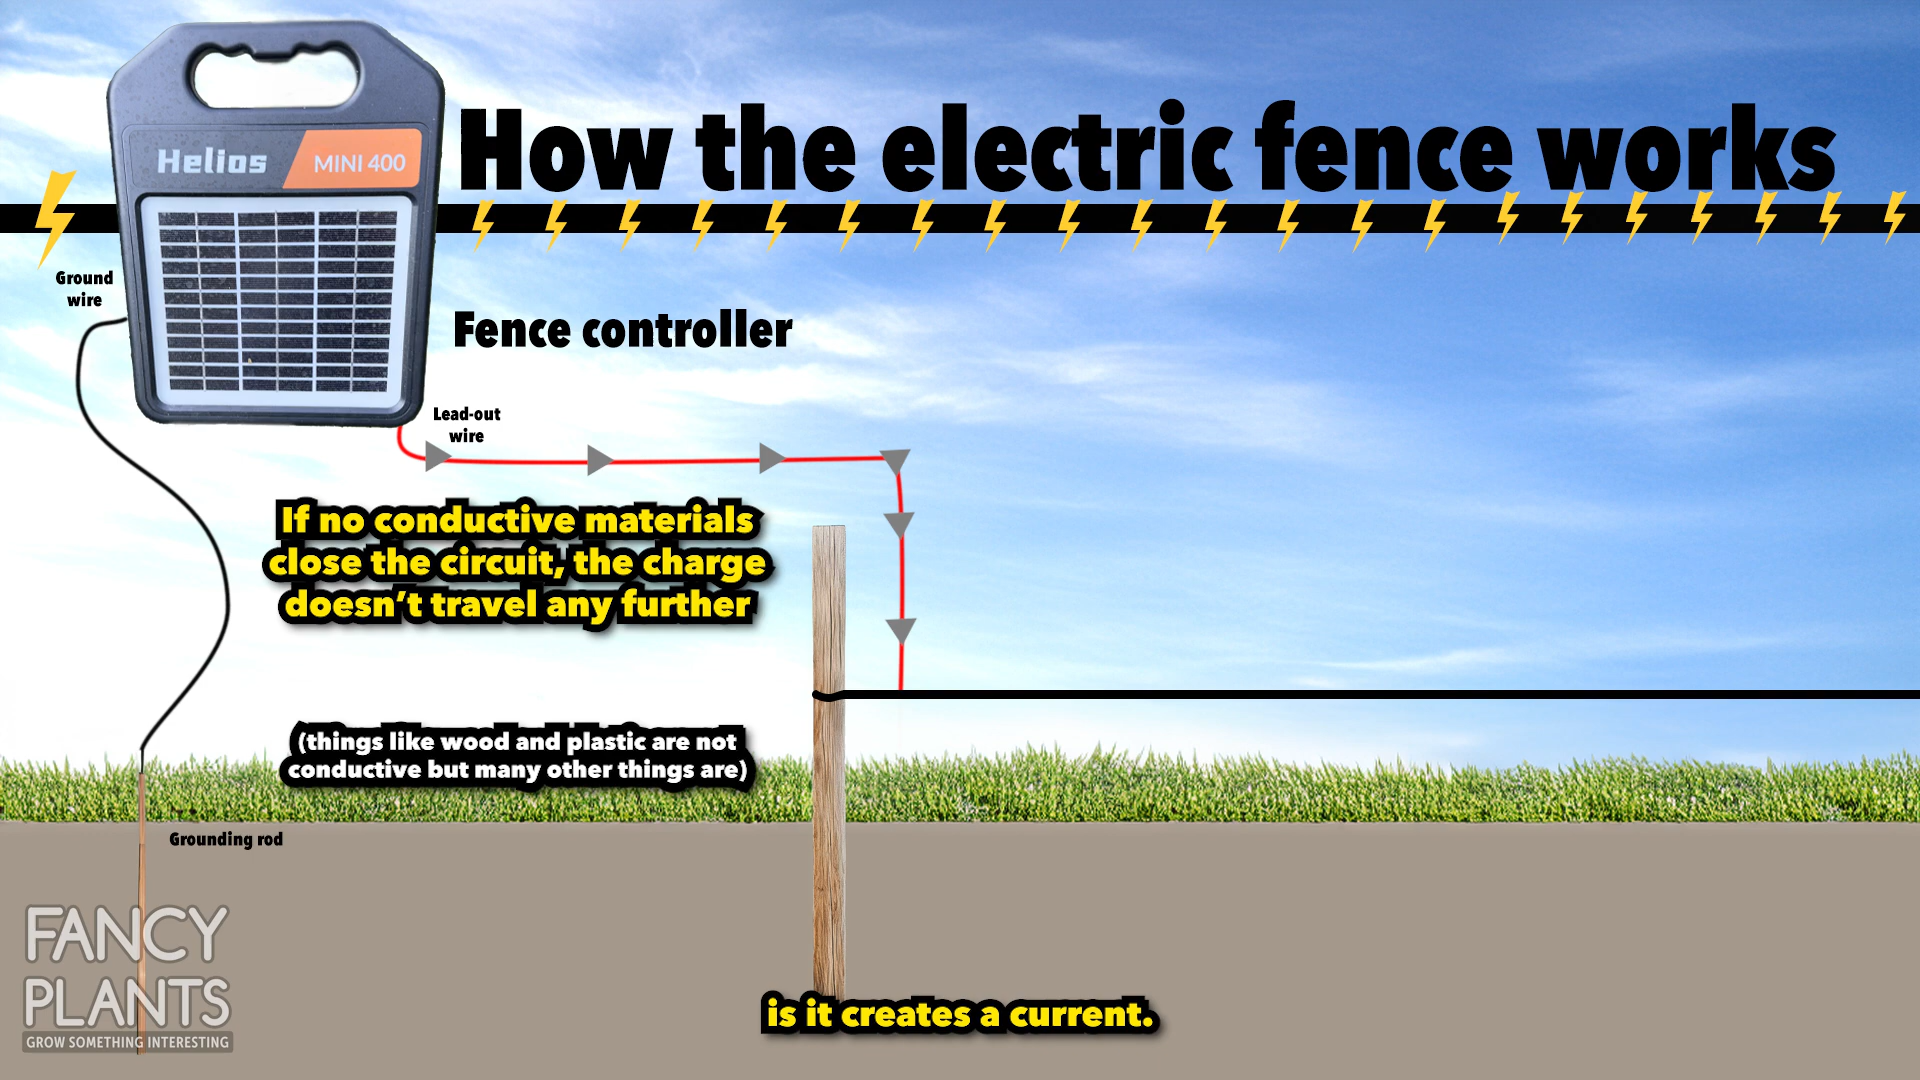 Helios
MINI 400
How the electric fence works
Ground
wire
Fence controller
Lead-out
wire
If no conductive materials
close the circuit, the charge
doesn’t travel any further
(things like wood and plastic are not
conductive but many other things are)
Grounding rod
FANCY
PLANTS
GROW SOMETHING INTERESTING
is it creates a current.